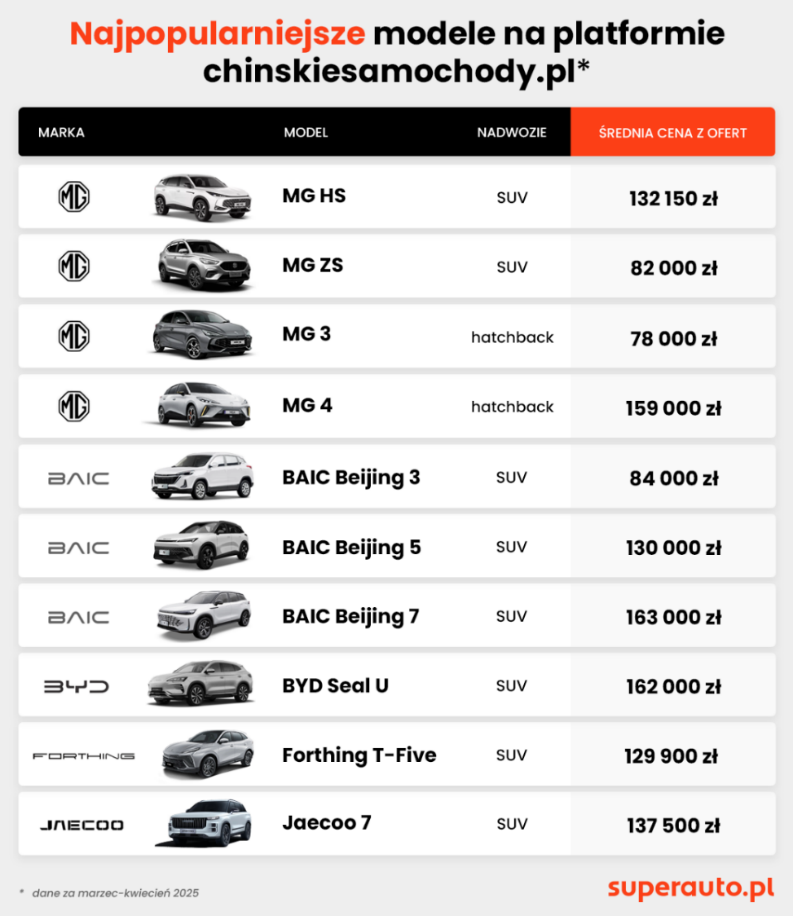 Najpopularniejsze modele na platformie
chinskiesamochody.pl*
MARKA MODEL NADWOZIE ŚREDNIA CENA Z OFERT
MG MG HS SUV 132 150 zł
MG MG ZS SUV 82 000 zł
MG MG 3 hatchback 78 000 zł
MG MG 4 hatchback 159 000 zł
BAIC BAIC Beijing 3 SUV 84 000 zł
BAIC BAIC Beijing 5 SUV 130 000 zł
BAIC BAIC Beijing 7 SUV 163 000 zł
BYD BYD Seal U SUV 162 000 zł
FORTHING Forthing T-Five SUV 129 900 zł
JAECOO Jaecoo 7 SUV 137 500 zł
* dane za marzec-kwiecień 2025
superauto.pl